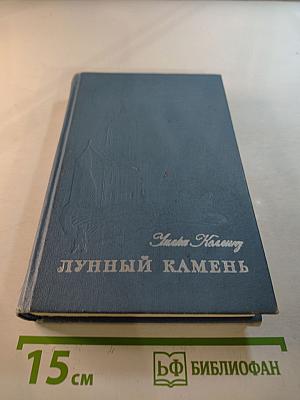 Уилки Коллинз
ЛУННЫЙ КАМЕНЬ
15 см
БФ БИБЛИОФАН